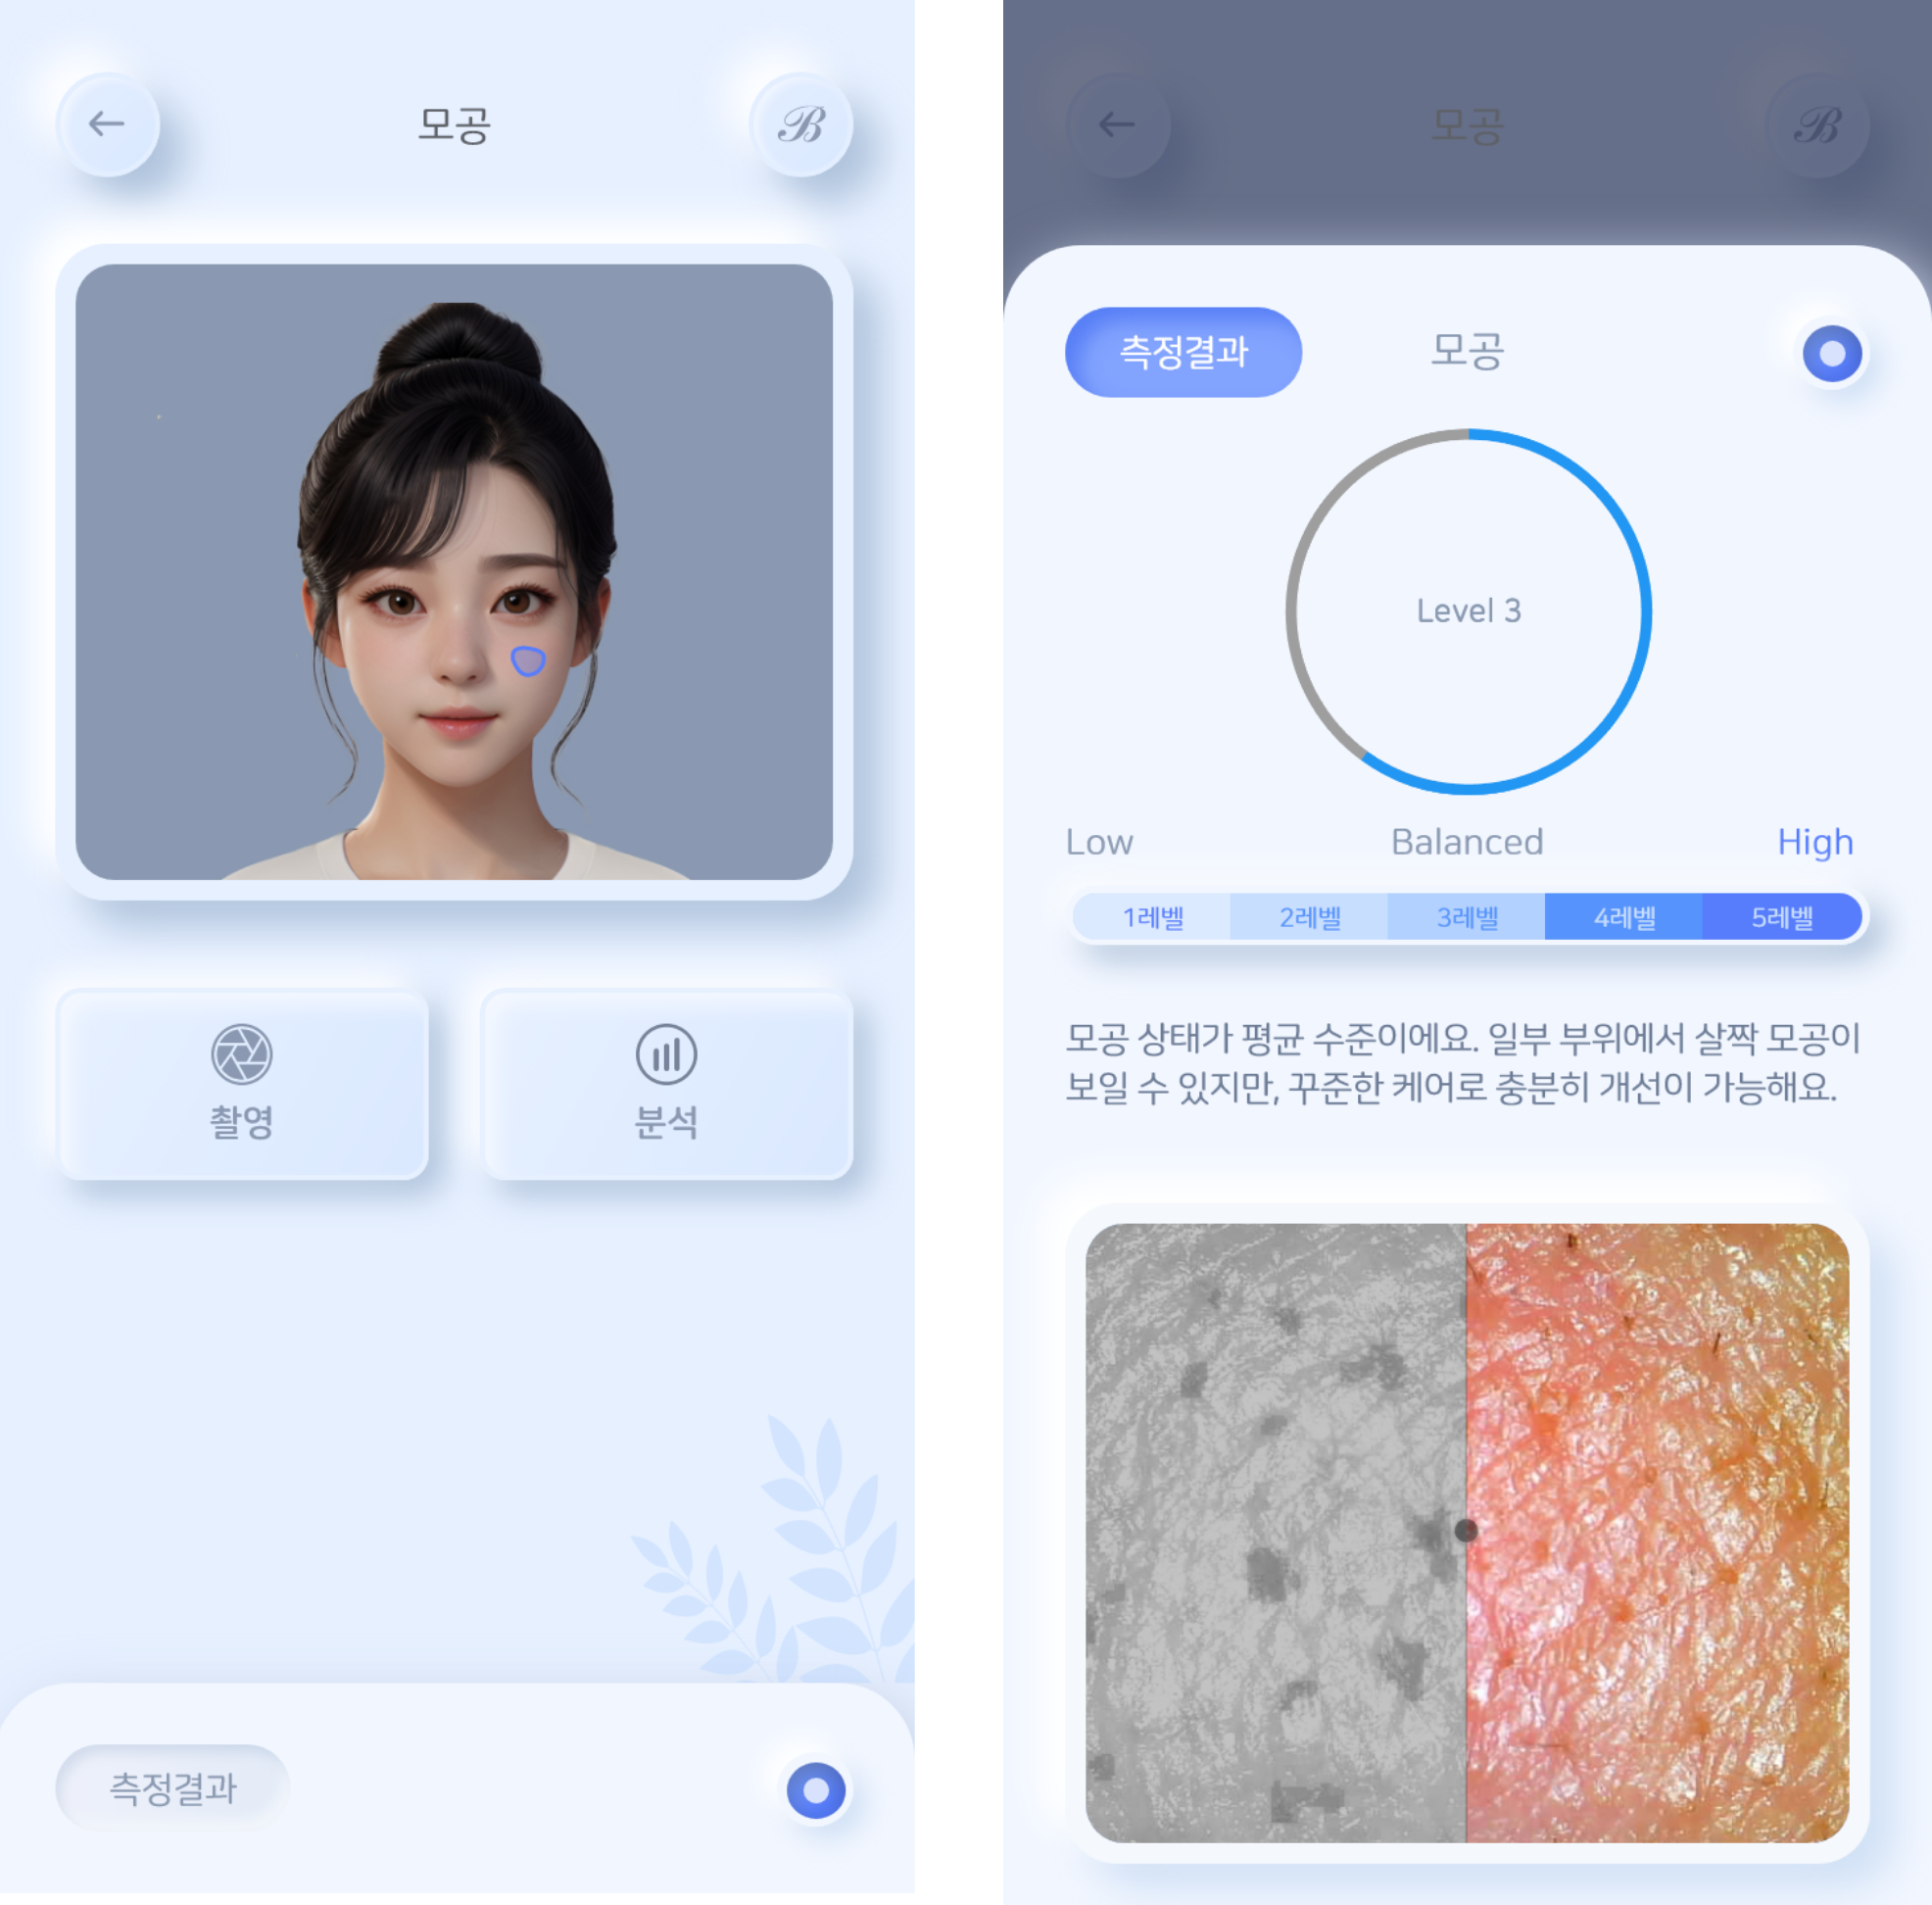 모공
ℬ
촬영
분석
측정결과
모공
ℬ
측정결과
모공
Level 3
Low
Balanced
High
1레벨
2레벨
3레벨
4레벨
5레벨
모공 상태가 평균 수준이에요. 일부 부위에서 살짝 모공이
보일 수 있지만, 꾸준한 케어로 충분히 개선이 가능해요.